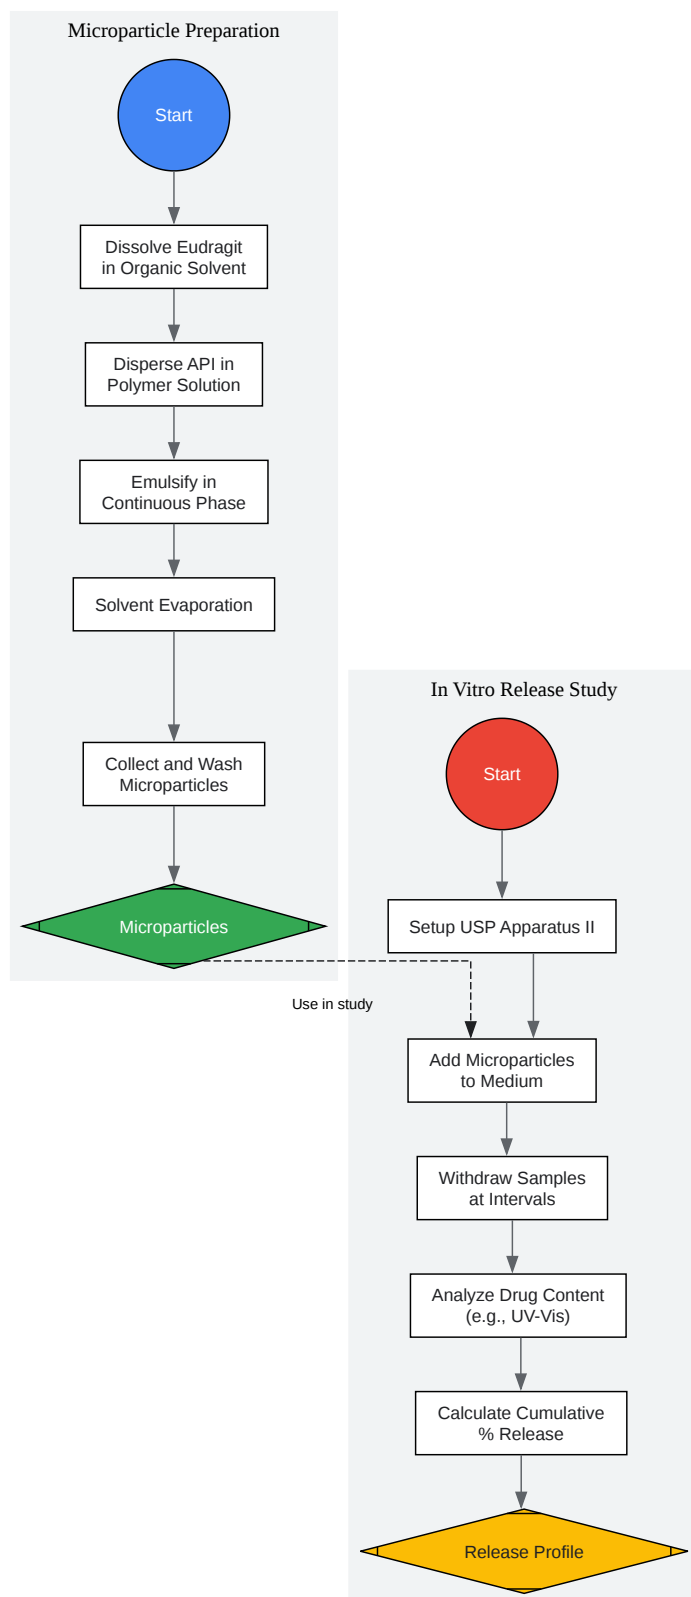 Microparticle Preparation
Start
Dissolve Eudragit
in Organic Solvent
Disperse API in
Polymer Solution
Emulsify in
Continuous Phase
Solvent Evaporation
Collect and Wash
Microparticles
Microparticles
Use in study
In Vitro Release Study
Start
Setup USP Apparatus II
Add Microparticles
to Medium
Withdraw Samples
at Intervals
Analyze Drug Content
(e.g., UV-Vis)
Calculate Cumulative
% Release
Release Profile